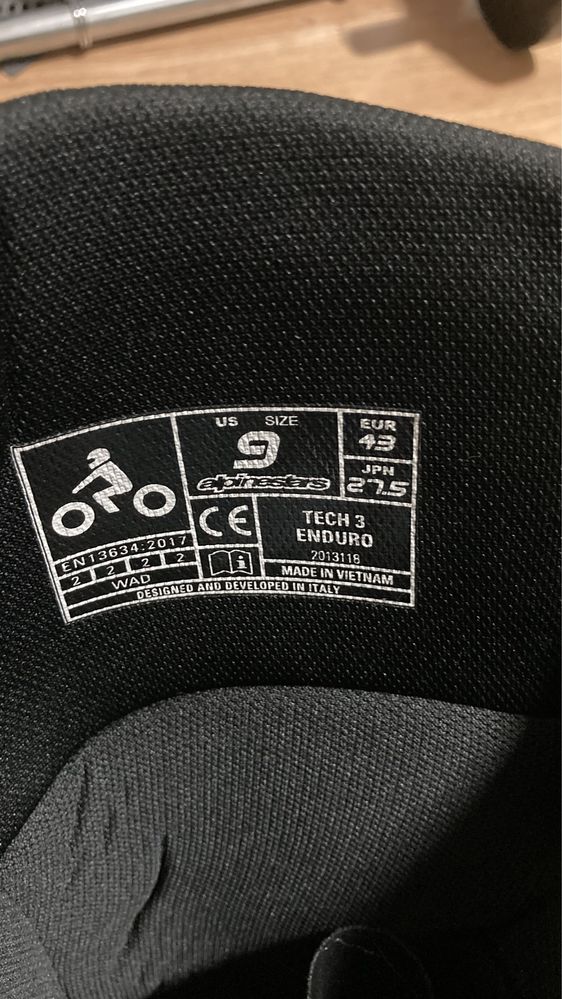 US SIZE
9
alpinestars
EUR
43
JPN
27.5
EN13634:2017
2 2 2 2
WAD
CE
i
TECH 3
ENDURO
2013118
MADE IN VIETNAM
DESIGNED AND DEVELOPED IN ITALY